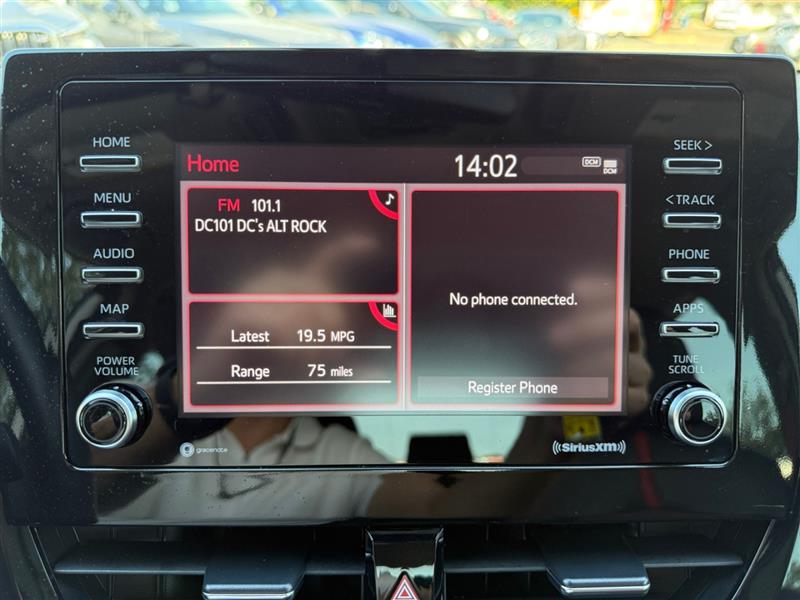 HOME
MENU
AUDIO
MAP
POWER
VOLUME
Home
14:02
DCM
DCM
FM 101.1
DC101 DC's ALT ROCK
Latest 19.5 MPG
Range 75 miles
No phone connected.
Register Phone
SEEK >
< TRACK
PHONE
APPS
TUNE
SCROLL
gracenote
((SiriusXM))